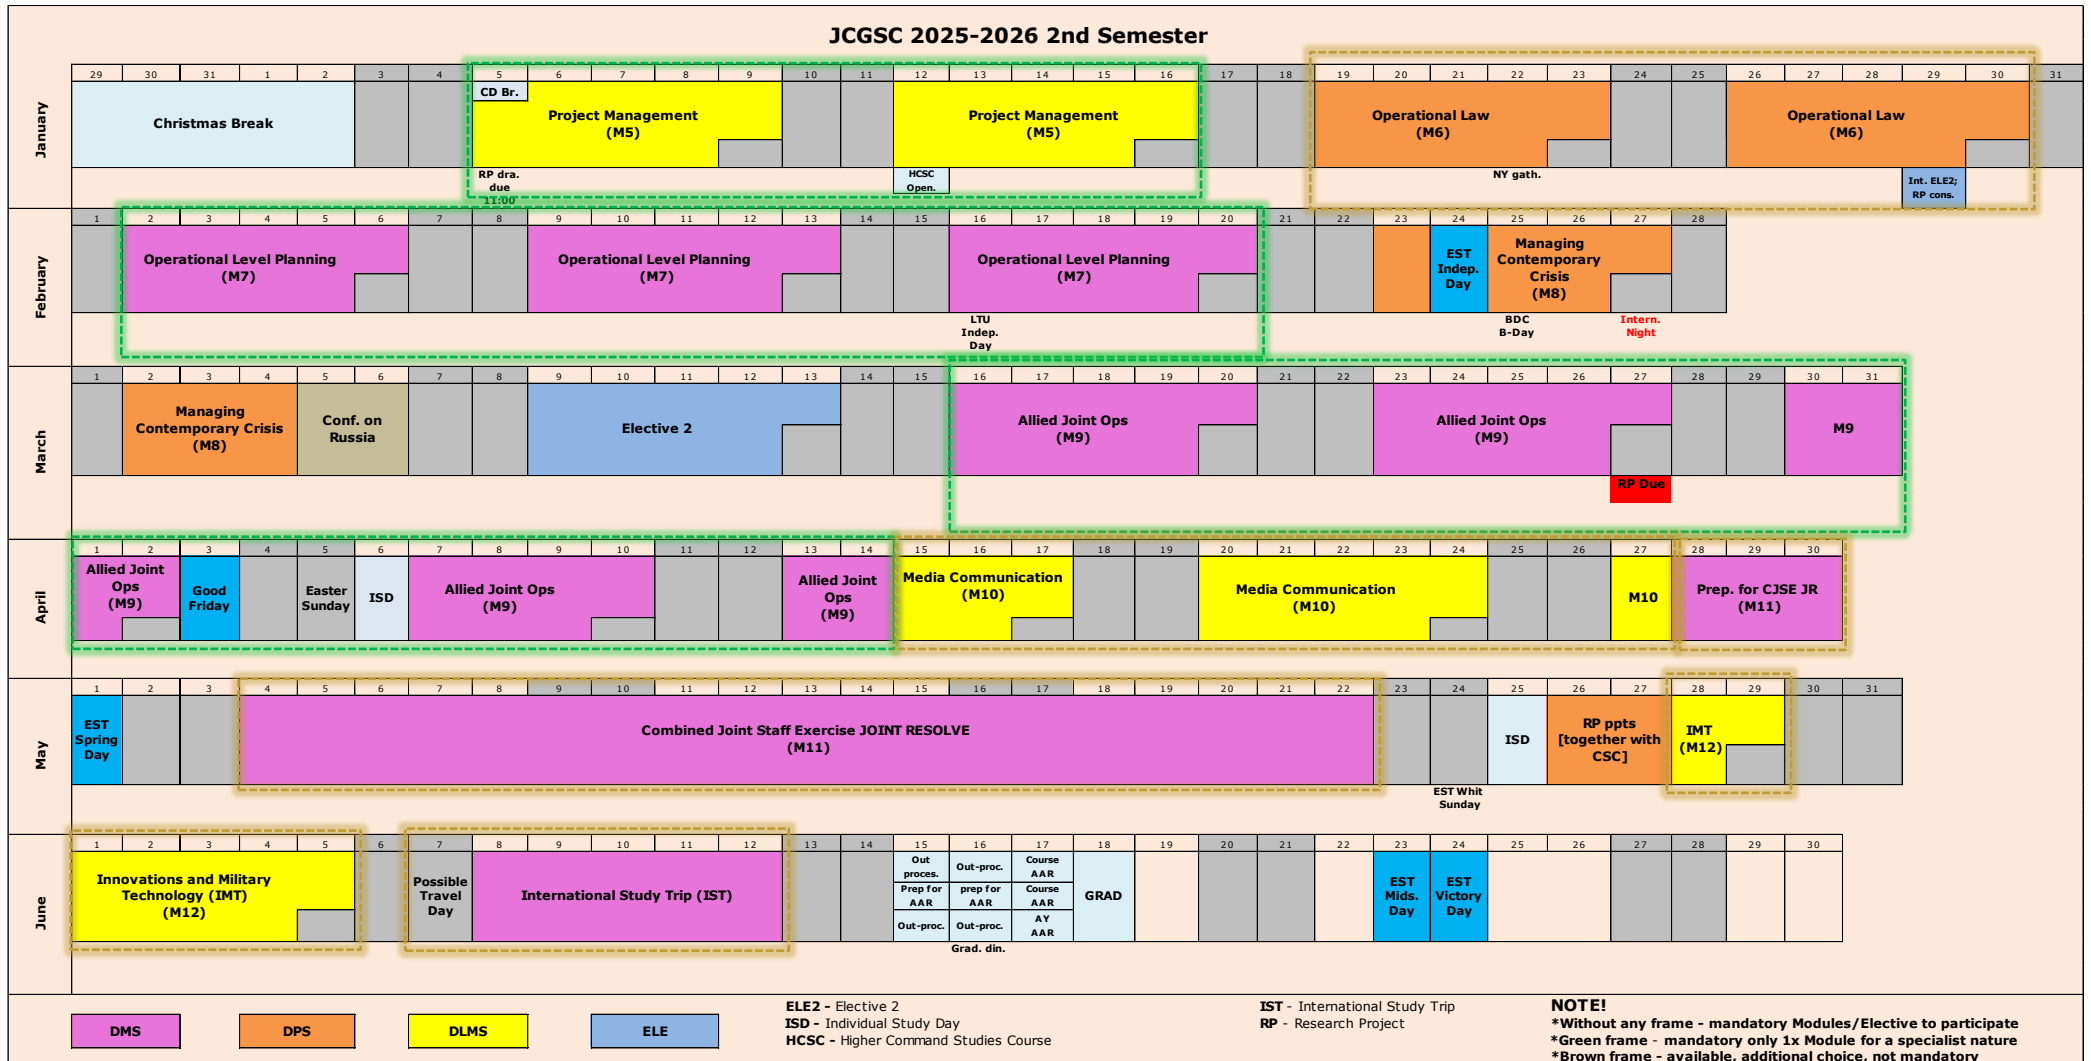 JCGSC 2025-2026 2nd Semester
January
29 30 31 1 2 3 4 5 6 7 8 9 10 11 12 13 14 15 16 17 18 19 20 21 22 23 24 25 26 27 28 29 30 31
Christmas Break
CD Br.
Project Management
(M5)
Project Management
(M5)
Operational Law
(M6)
Operational Law
(M6)
RP dra.
due
11:00
HCSC
Open.
NY gath.
Int. ELE2;
RP cons.
February
1 2 3 4 5 6 7 8 9 10 11 12 13 14 15 16 17 18 19 20 21 22 23 24 25 26 27 28
Operational Level Planning
(M7)
Operational Level Planning
(M7)
Operational Level Planning
(M7)
EST
Indep.
Day
Managing
Contemporary
Crisis
(M8)
LTU
Indep.
Day
BDC
B-Day
Intern.
Night
March
1 2 3 4 5 6 7 8 9 10 11 12 13 14 15 16 17 18 19 20 21 22 23 24 25 26 27 28 29 30 31
Managing
Contemporary Crisis
(M8)
Conf. on
Russia
Elective 2
Allied Joint Ops
(M9)
Allied Joint Ops
(M9)
M9
RP Due
April
1 2 3 4 5 6 7 8 9 10 11 12 13 14 15 16 17 18 19 20 21 22 23 24 25 26 27 28 29 30
Allied Joint
Ops
(M9)
Good
Friday
Easter
Sunday
ISD
Allied Joint Ops
(M9)
Allied Joint
Ops
(M9)
Media Communication
(M10)
Media Communication
(M10)
M10
Prep. for CJSE JR
(M11)
May
1 2 3 4 5 6 7 8 9 10 11 12 13 14 15 16 17 18 19 20 21 22 23 24 25 26 27 28 29 30 31
EST
Spring
Day
Combined Joint Staff Exercise JOINT RESOLVE
(M11)
ISD
RP ppts
[together with
CSC]
IMT
(M12)
EST Whit
Sunday
June
1 2 3 4 5 6 7 8 9 10 11 12 13 14 15 16 17 18 19 20 21 22 23 24 25 26 27 28 29 30
Innovations and Military
Technology (IMT)
(M12)
Possible
Travel
Day
International Study Trip (IST)
Out
proces.
Prep for
AAR
Out-proc.
Out-proc.
prep for
AAR
Out-proc.
Course
AAR
Course
AAR
AY
AAR
GRAD
EST
Mids.
Day
EST
Victory
Day
Grad. din.
DMS
DPS
DLMS
ELE
ELE2 - Elective 2
ISD - Individual Study Day
HCSC - Higher Command Studies Course
IST - International Study Trip
RP - Research Project
NOTE!
*Without any frame - mandatory Modules/Elective to participate
*Green frame - mandatory only 1x Module for a specialist nature
*Brown frame - available, additional choice, not mandatory